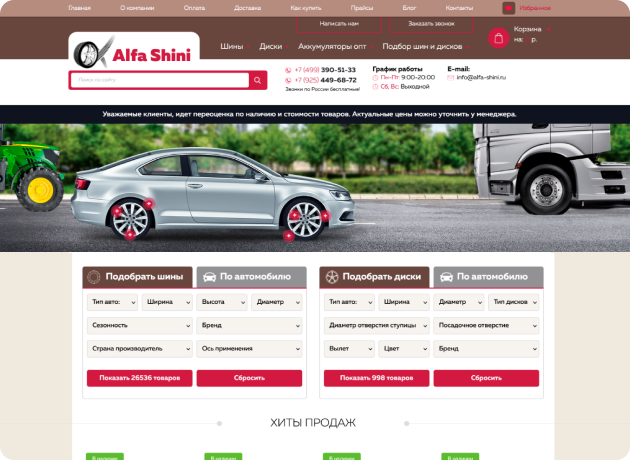 Главная О компании Оплата Доставка Как купить Прайсы Блог Контакты Избранное
Написать нам Заказать звонок
Корзина
на: р.
Шины Диски Аккумуляторы опт Подбор шин и дисков
Alfa Shini
Поиск по сайту
+7 (499) 390-51-33
+7 (925) 449-68-72
Звонки по России бесплатные!
График работы
Пн-Пт: 9:00-20:00
Сб, Вс: Выходной
E-mail:
info@alfa-shini.ru
Уважаемые клиенты, идет переоценка по наличию и стоимости товаров. Актуальные цены можно уточнить у менеджера.
Подобрать шины По автомобилю
Тип авто: Ширина Высота Диаметр
Сезонность Бренд
Страна производитель Ось применения
Показать 26536 товаров Сбросить
Подобрать диски По автомобилю
Тип авто: Ширина Диаметр Тип дисков
Диаметр отверстия ступицы Посадочное отверстие
Вылет Цвет Бренд
Показать 998 товаров Сбросить
ХИТЫ ПРОДАЖ
В наличии В наличии В наличии В наличии